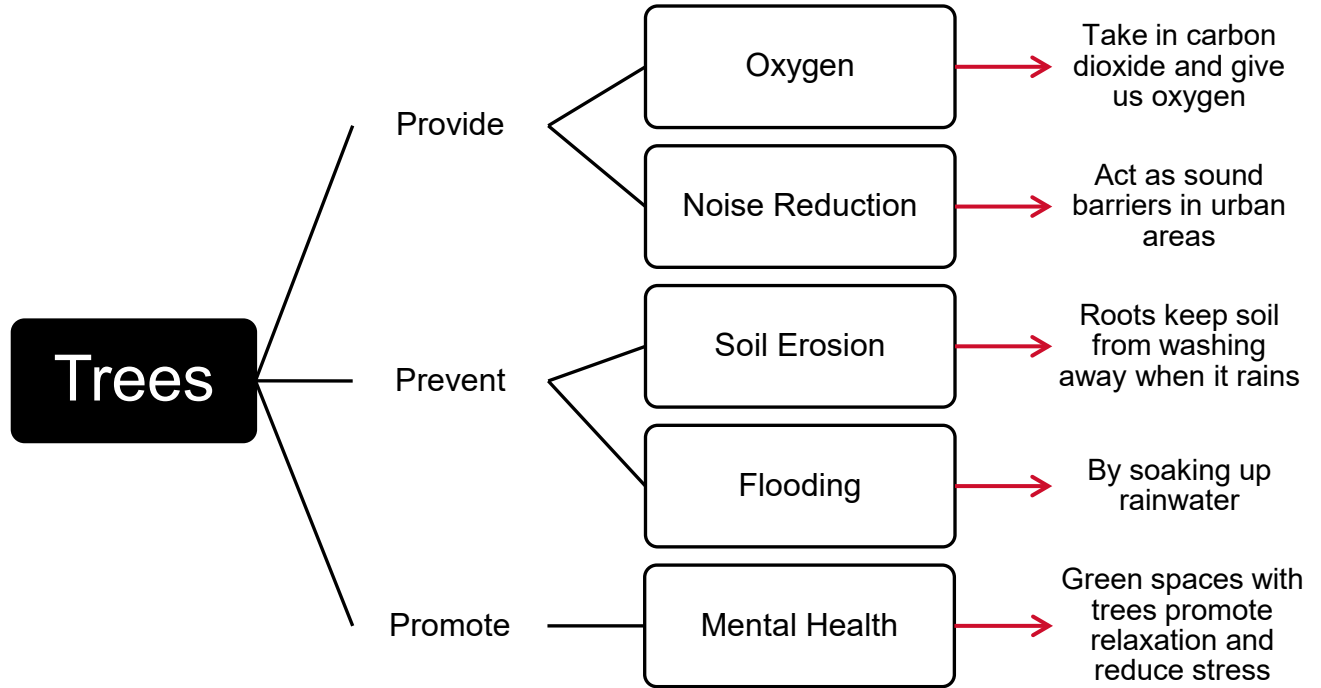 Trees
Provide
Oxygen
Take in carbon
dioxide and give
us oxygen
Noise Reduction
Act as sound
barriers in urban
areas
Prevent
Soil Erosion
Roots keep soil
from washing
away when it rains
Flooding
By soaking up
rainwater
Promote
Mental Health
Green spaces with
trees promote
relaxation and
reduce stress